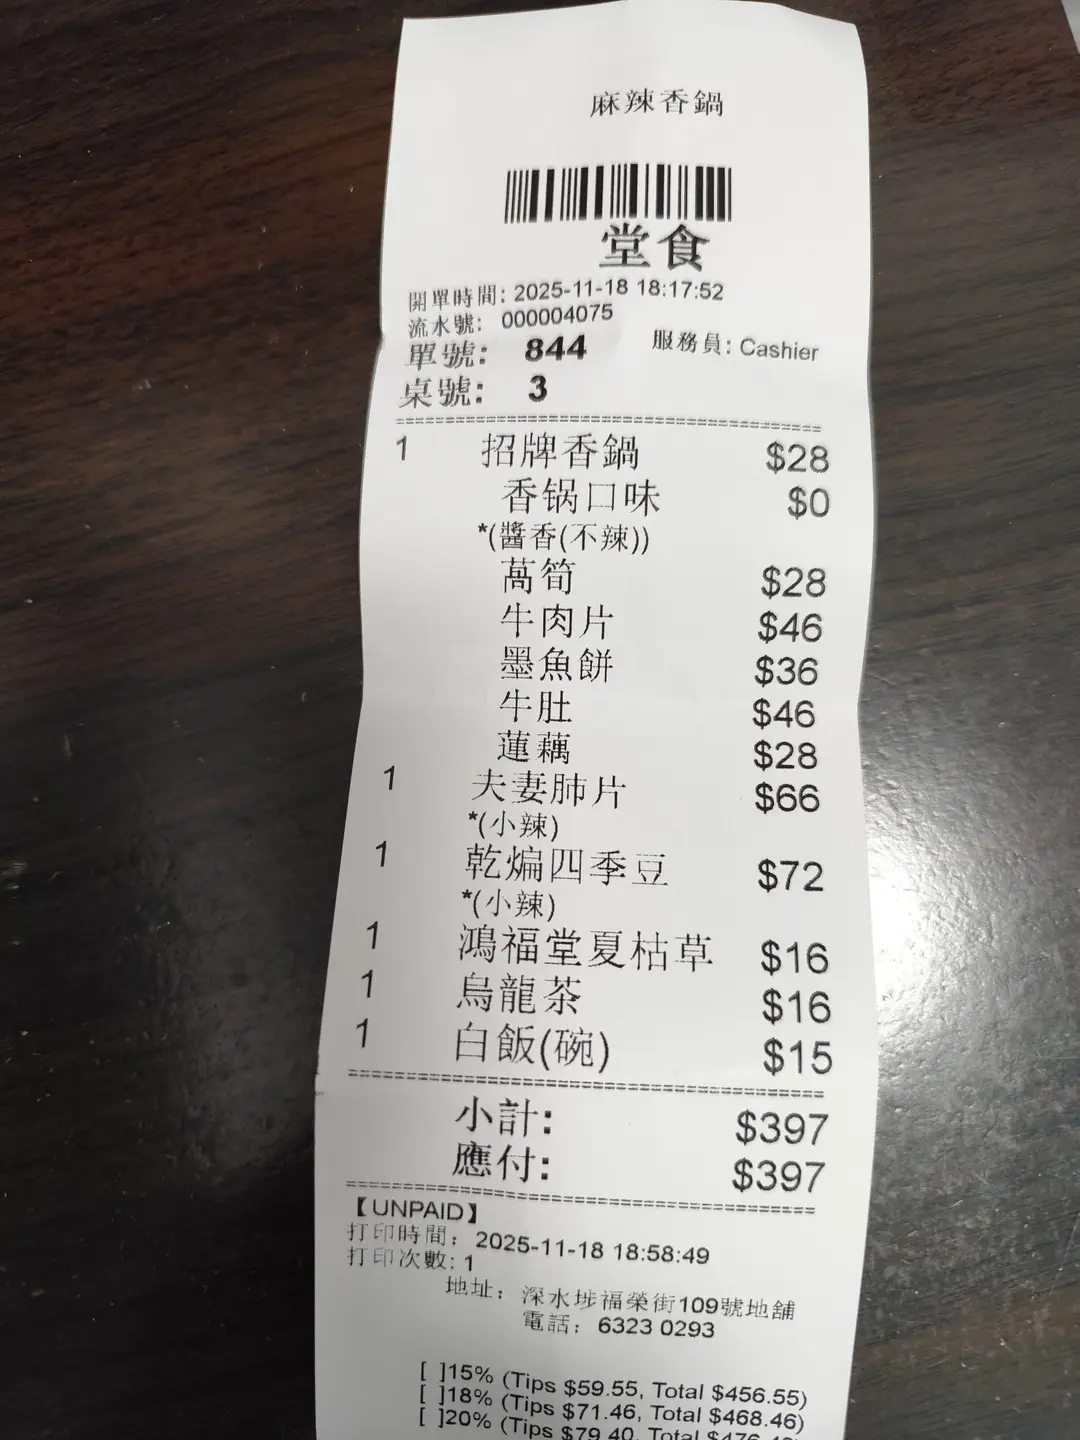 麻辣香鍋
堂食
開單時間: 2025-11-18 18:17:52
流水號: 000004075
單號: 844 服務員: Cashier
桌號: 3
1 招牌香鍋 $28
香锅口味 $0
*(醬香(不辣))
萵筍 $28
牛肉片 $46
墨魚餅 $36
牛肚 $46
蓮藕 $28
1 夫妻肺片 $66
*(小辣)
1 乾煸四季豆 $72
*(小辣)
1 鴻福堂夏枯草 $16
1 烏龍茶 $16
1 白飯(碗) $15
小計: $397
應付: $397
【UNPAID】
打印時間: 2025-11-18 18:58:49
打印次數: 1
地址: 深水埗福榮街109號地舖
電話: 6323 0293
[ ]15% (Tips $59.55, Total $456.55)
[ ]18% (Tips $71.46, Total $468.46)
[ ]20% (Tips $79.40, Total $476.40)